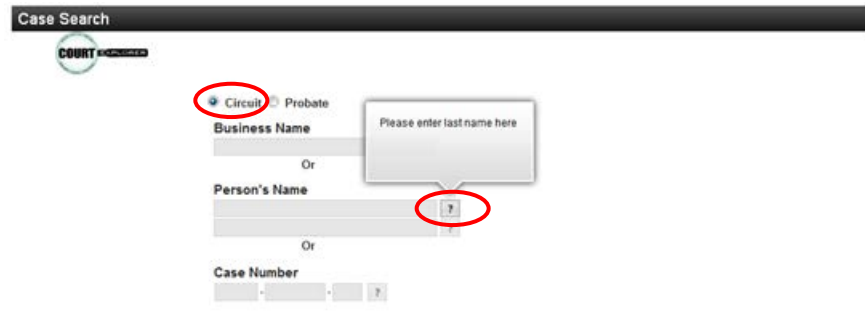 Case Search
COURT EXPLORER
Circuit Probate
Please enter last name here
Business Name
Or
Person's Name
?
?
Or
Case Number
- - ?